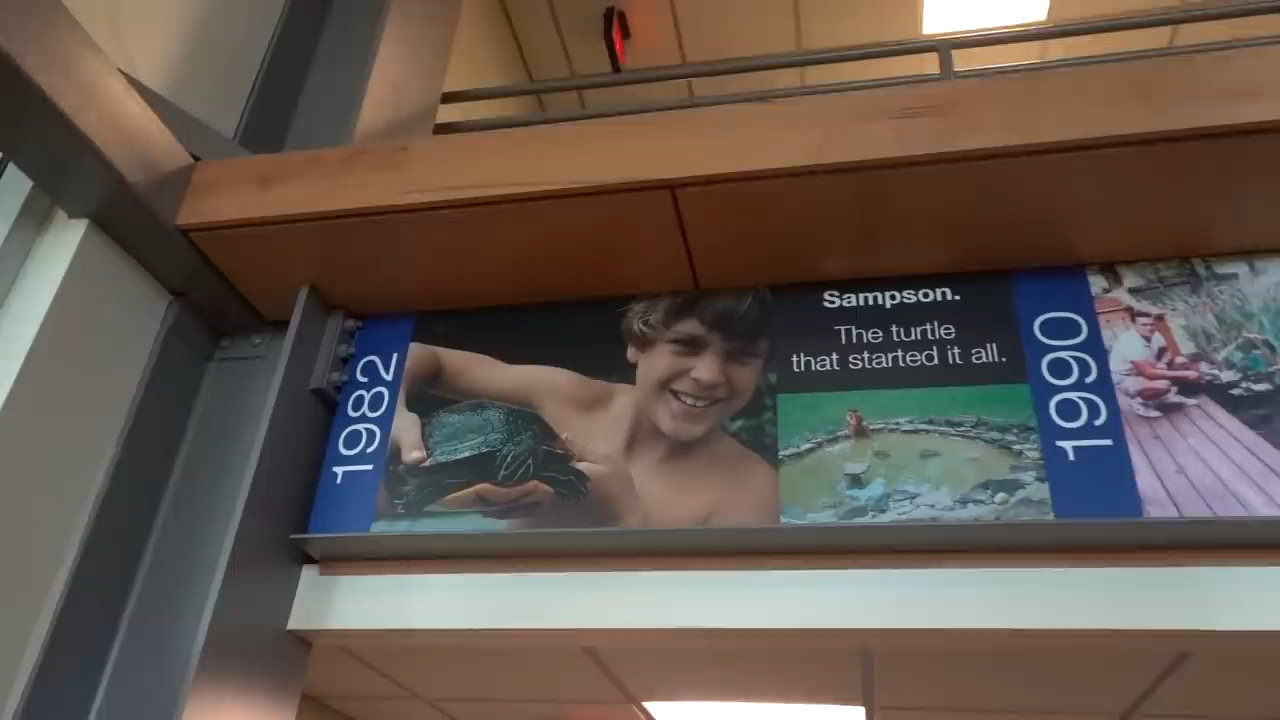 1982
Sampson.
The turtle
that started it all.
1990